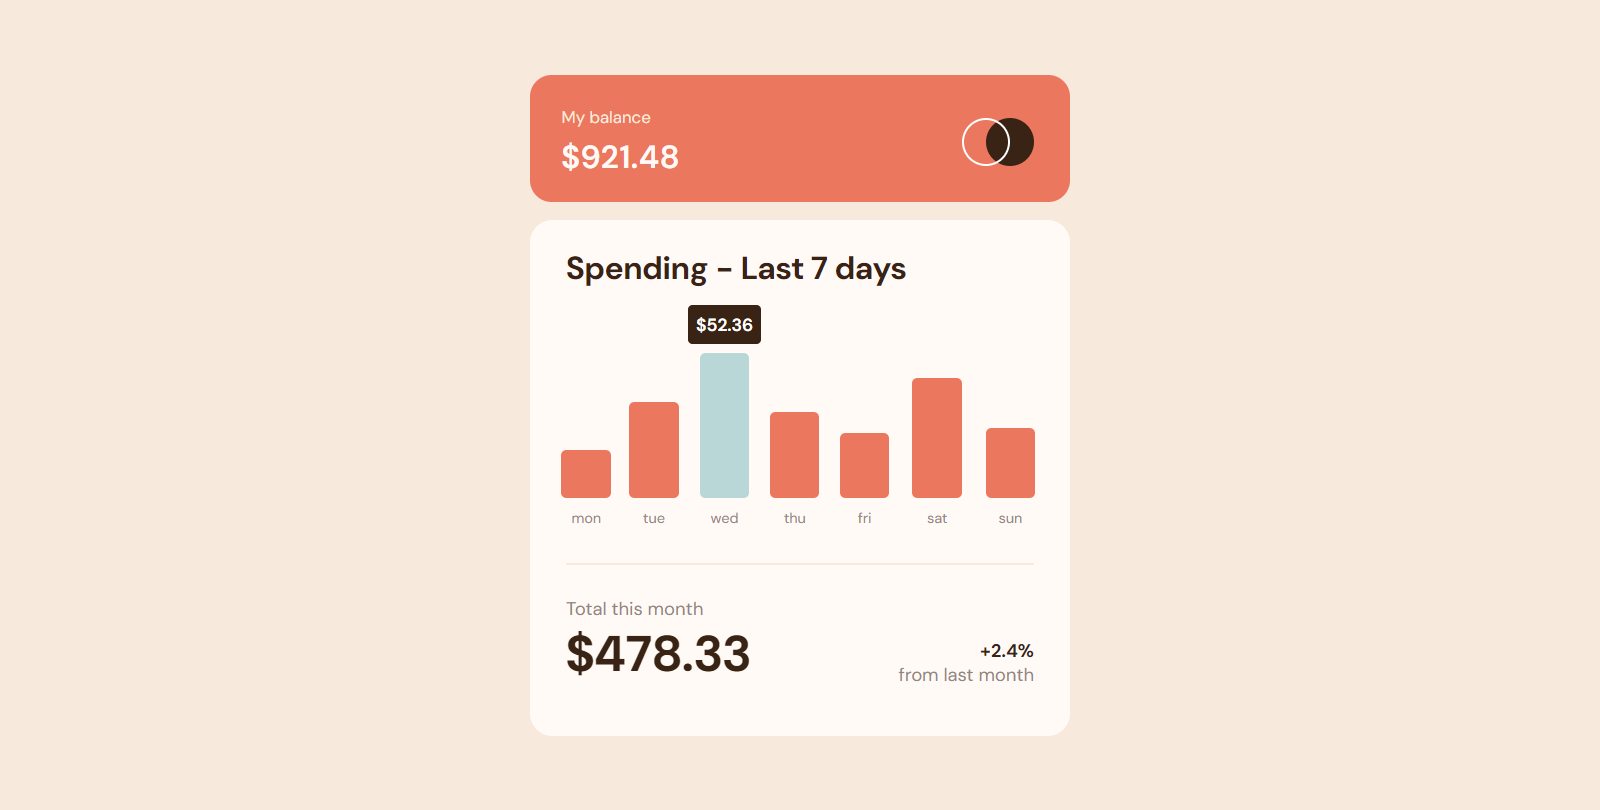 My balance
$921.48
Spending - Last 7 days
$52.36
mon tue wed thu fri sat sun
Total this month
$478.33
+2.4%
from last month